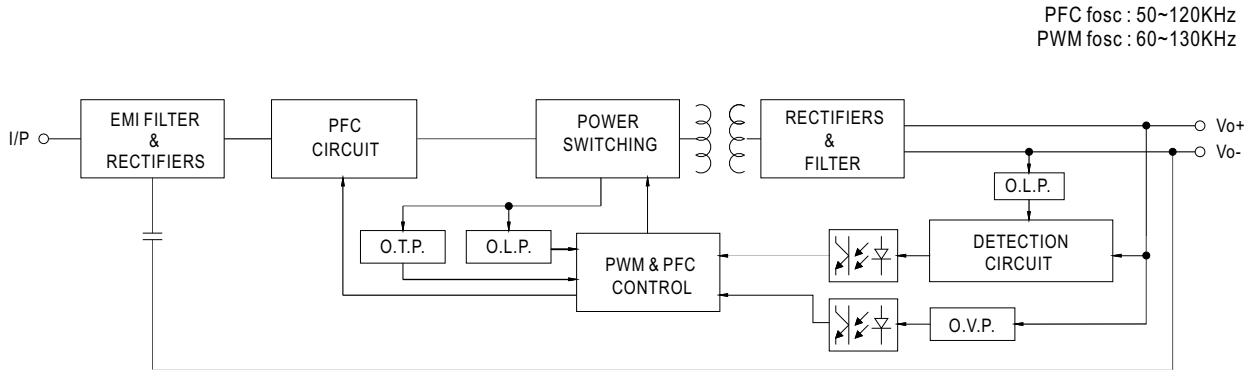 PFC fosc : 50~120KHz
PWM fosc : 60~130KHz
I/P
EMI FILTER
&
RECTIFIERS
PFC
CIRCUIT
POWER
SWITCHING
RECTIFIERS
&
FILTER
Vo+
Vo-
O.L.P.
O.T.P.
O.L.P.
PWM & PFC
CONTROL
DETECTION
CIRCUIT
O.V.P.